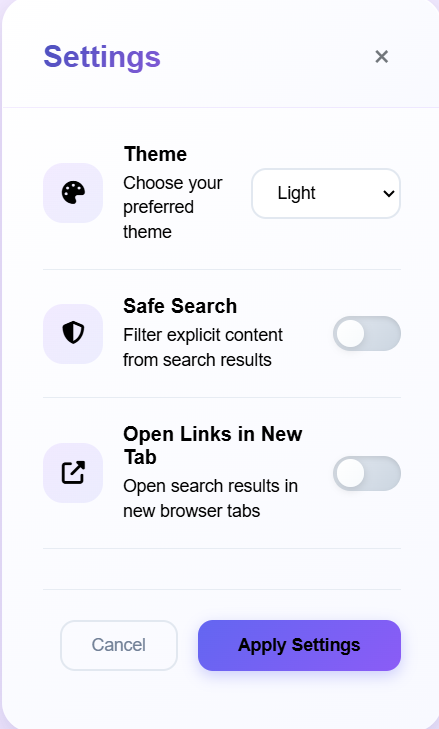 Settings
×
Theme
Choose your
preferred
theme
Light
Safe Search
Filter explicit content
from search results
Open Links in New
Tab
Open search results in
new browser tabs
Cancel
Apply Settings